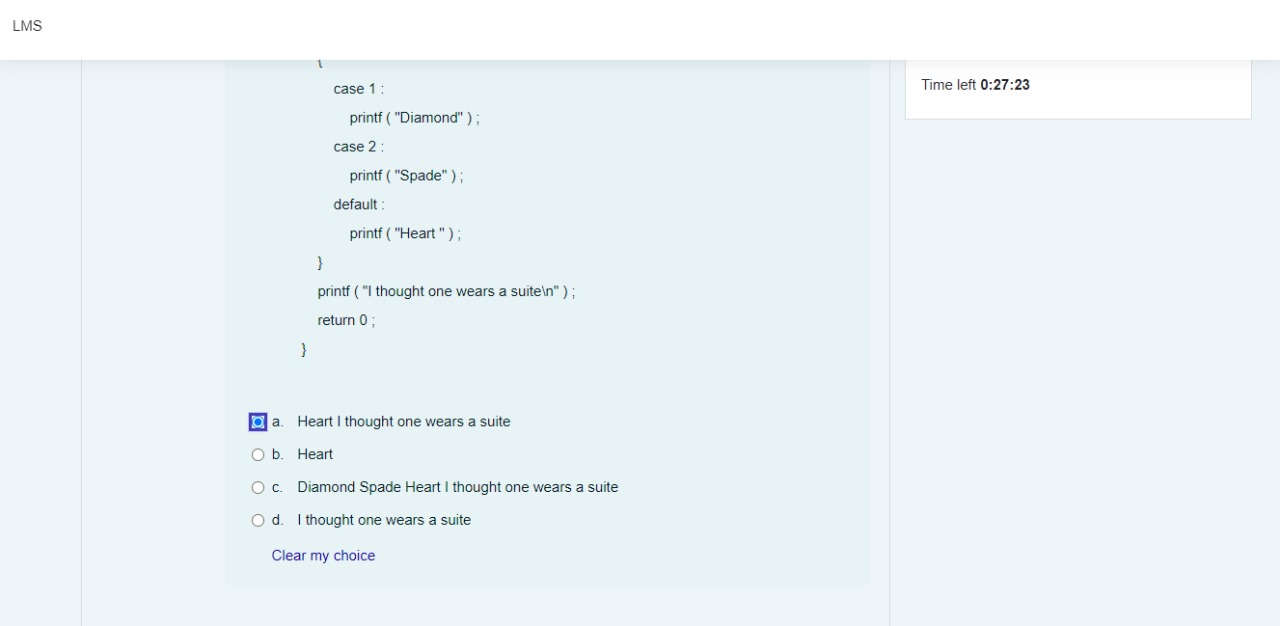 LMS
Time left 0:27:23
{
case 1 :
printf ( "Diamond" ) ;
case 2 :
printf ( "Spade" ) ;
default :
printf ( "Heart " ) ;
}
printf ( "I thought one wears a suite\n" ) ;
return 0 ;
}
a. Heart I thought one wears a suite
b. Heart
c. Diamond Spade Heart I thought one wears a suite
d. I thought one wears a suite
Clear my choice